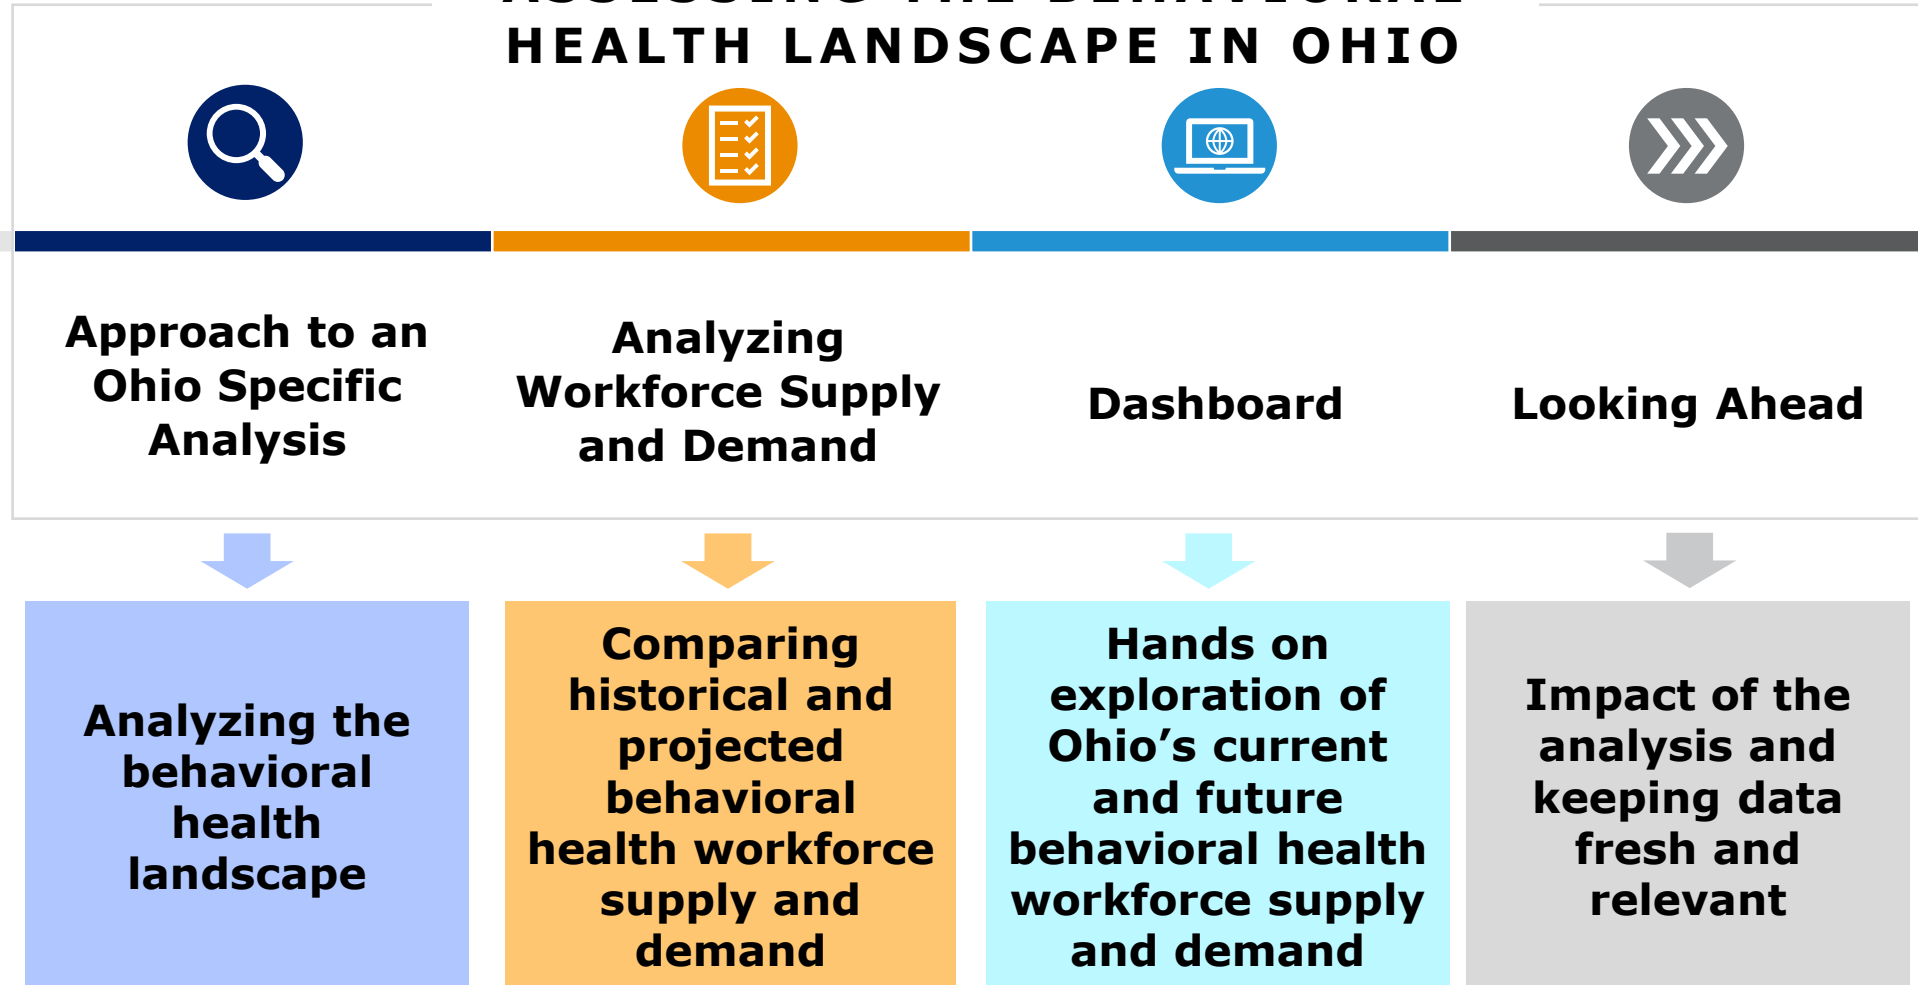 ASSESSING THE BEHAVIORAL
HEALTH LANDSCAPE IN OHIO
Approach to an
Ohio Specific
Analysis
Analyzing
Workforce Supply
and Demand
Dashboard
Looking Ahead
Analyzing the
behavioral
health
landscape
Comparing
historical and
projected
behavioral
health workforce
supply and
demand
Hands on
exploration of
Ohio’s current
and future
behavioral health
workforce supply
and demand
Impact of the
analysis and
keeping data
fresh and
relevant